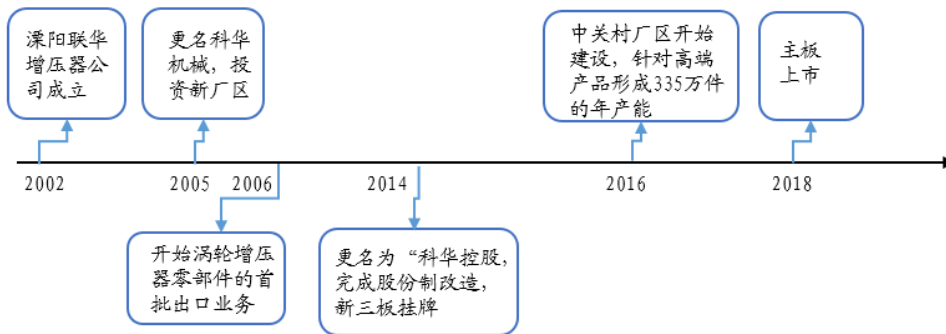 溧阳联华
增压器公
司成立
更名科华
机械，投
资新厂区
中关村厂区开始
建设，针对高端
产品形成335万件
的年产能
主板
上市
2002
2005
2006
2014
2016
2018
开始涡轮增压
器零部件的首
批出口业务
更名为“科华控股，
完成股份制改造，
新三板挂牌